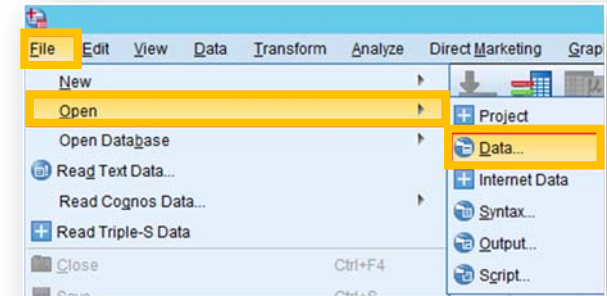 File Edit View Data Transform Analyze Direct Marketing Grap
New
Open
Project
Open Database
Data...
Read Text Data...
Internet Data
Read Cognos Data...
Syntax...
Read Triple-S Data
Output...
Close Ctrl+F4
Script...